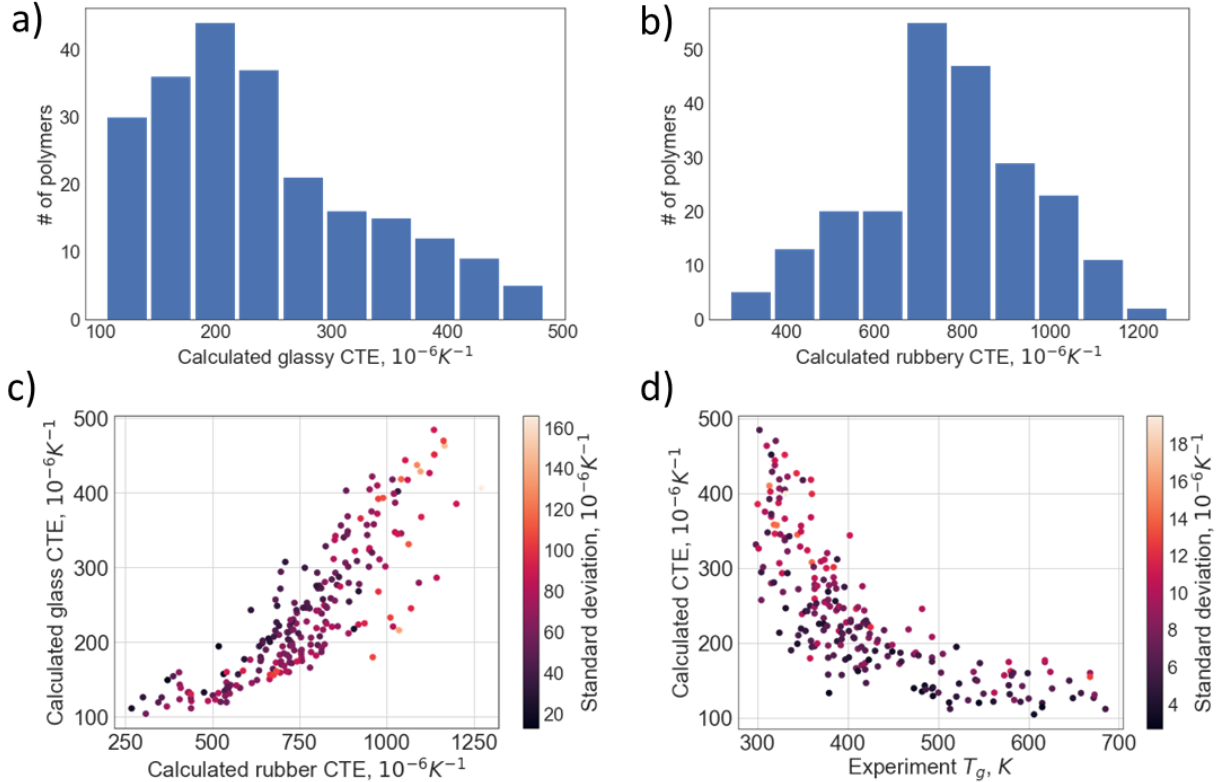 a)
40
30
20
10
0
# of polymers
100 200 300 400 500
Calculated glassy CTE, 10⁻⁶K⁻¹
b)
50
40
30
20
10
0
# of polymers
400 600 800 1000 1200
Calculated rubbery CTE, 10⁻⁶K⁻¹
c)
500
400
300
200
100
Calculated glass CTE, 10⁻⁶K⁻¹
250 500 750 1000 1250
Calculated rubber CTE, 10⁻⁶K⁻¹
160
140
120
100
80
60
40
20
Standard deviation, 10⁻⁶K⁻¹
d)
500
400
300
200
100
Calculated CTE, 10⁻⁶K⁻¹
300 400 500 600 700
Experiment T_g, K
18
16
14
12
10
8
6
4
Standard deviation, 10⁻⁶K⁻¹